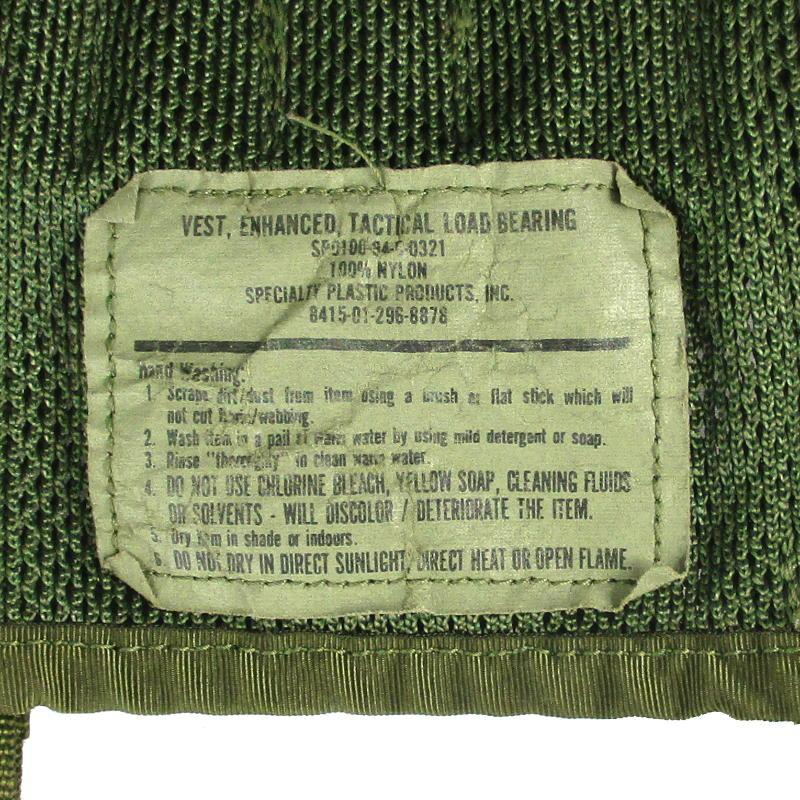 VEST, ENHANCED, TACTICAL LOAD BEARING
SPO100-94-C-0321
100% NYLON
SPECIALTY PLASTIC PRODUCTS, INC.
8415-01-296-8878
Hand Washing:
1. Scrape dirt/dust from item using a brush or flat stick which will
not cut fabric/webbing.
2. Wash item in a pail of warm water by using mild detergent or soap.
3. Rinse "thoroughly" in clean warm water.
4. DO NOT USE CHLORINE BLEACH, YELLOW SOAP, CLEANING FLUIDS
OR SOLVENTS - WILL DISCOLOR / DETERIORATE THE ITEM.
5. Dry item in shade or indoors.
6. DO NOT DRY IN DIRECT SUNLIGHT, DIRECT HEAT OR OPEN FLAME.